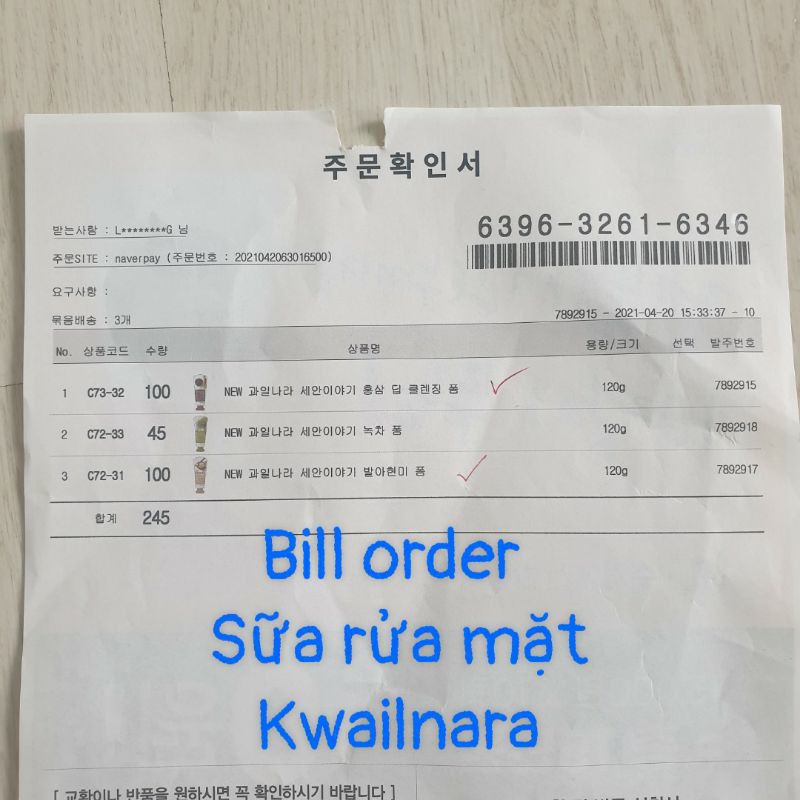 주문확인서
받는사람 : L********G 님
6396-3261-6346
주문SITE : naverpay (주문번호 : 2021042063016500)
요구사항 :
묶음배송 : 3개
7892915 - 2021-04-20 15:33:37 - 10
No. 상품코드 수량 상품명 용량/크기 선택 발주번호
1 C73-32 100 NEW 과일나라 세안이야기 홍삼 딥 클렌징 폼 120g 7892915
2 C72-33 45 NEW 과일나라 세안이야기 녹차 폼 120g 7892918
3 C72-31 100 NEW 과일나라 세안이야기 발아현미 폼 120g 7892917
합계 245
Bill order
Sữa rửa mặt
Kwailnara
[ 교환이나 반품을 원하시면 꼭 확인하시기 바랍니다 ]